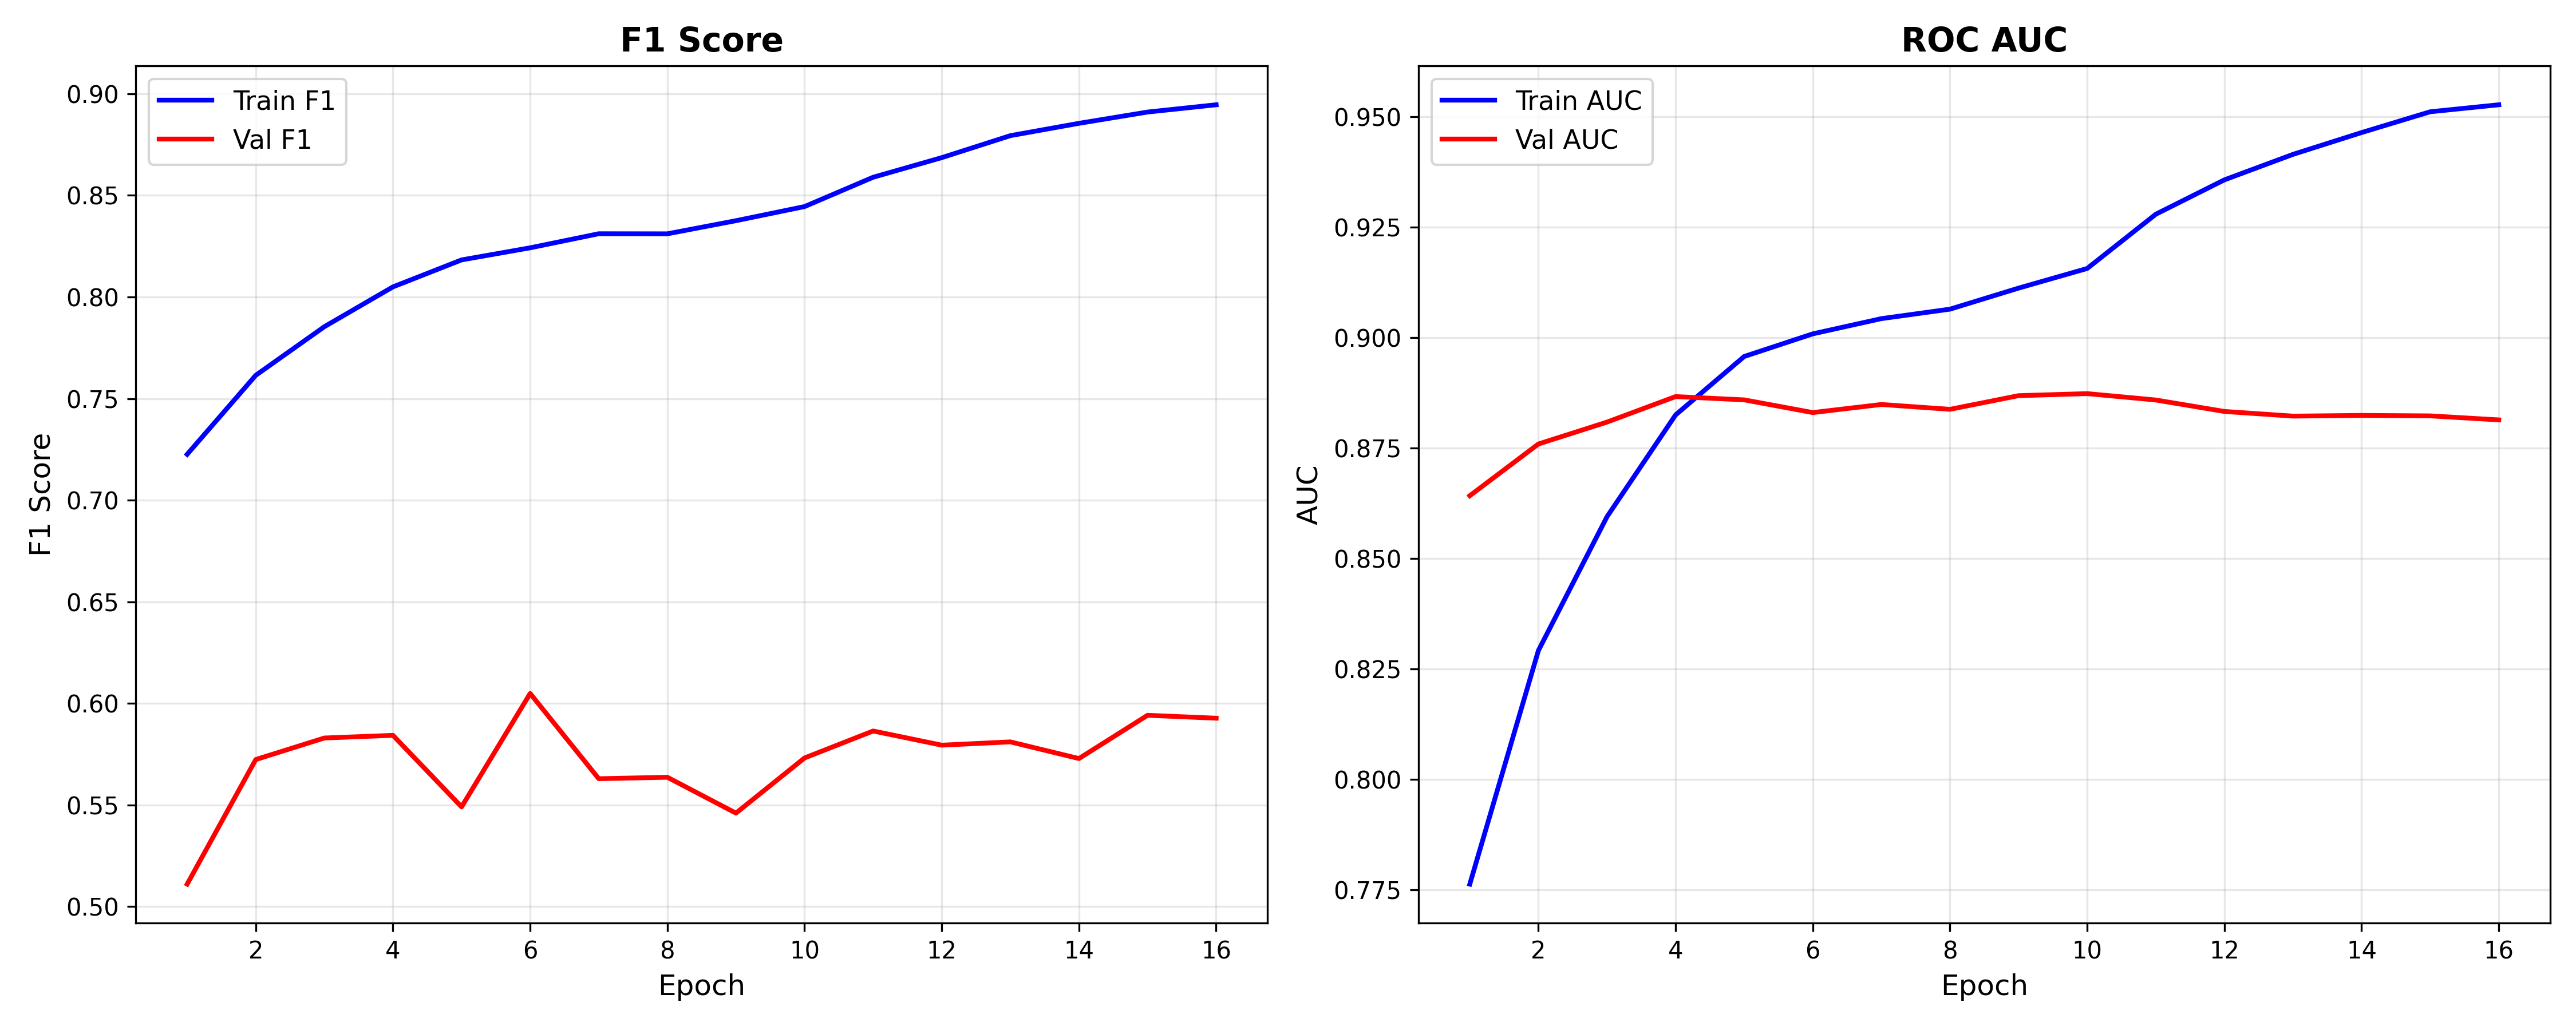 F1 Score
Train F1
Val F1
0.90
0.85
0.80
0.75
0.70
0.65
0.60
0.55
0.50
F1 Score
2 4 6 8 10 12 14 16
Epoch
ROC AUC
Train AUC
Val AUC
0.950
0.925
0.900
0.875
0.850
0.825
0.800
0.775
AUC
2 4 6 8 10 12 14 16
Epoch